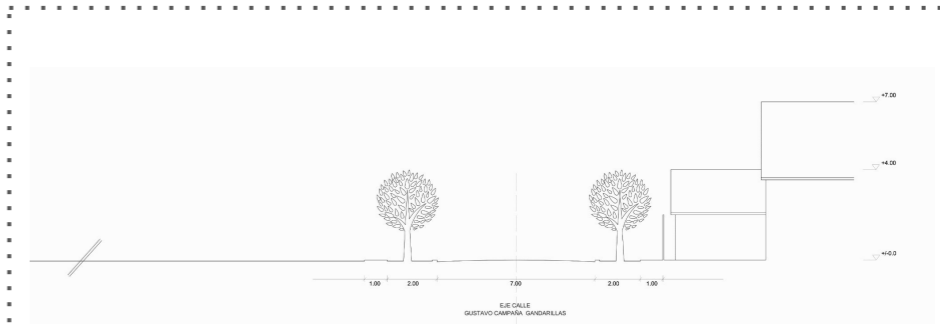 +7.00
+4.00
+/-0.0
1.00 2.00 7.00 2.00 1.00
EJE CALLE
GUSTAVO CAMPAÑA GANDARILLAS